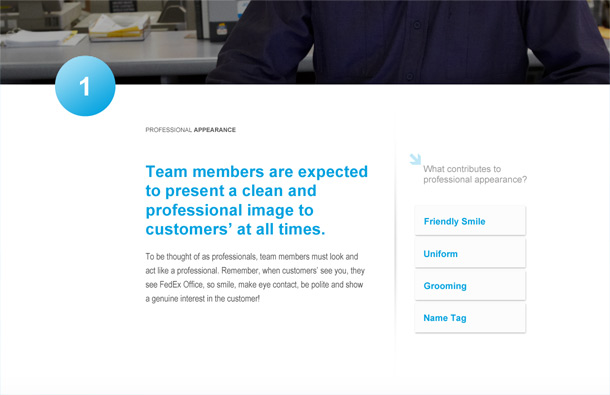 1
PROFESSIONAL APPEARANCE
Team members are expected
to present a clean and
professional image to
customers’ at all times.
To be thought of as professionals, team members must look and
act like a professional. Remember, when customers’ see you, they
see FedEx Office, so smile, make eye contact, be polite and show
a genuine interest in the customer!
What contributes to
professional appearance?
Friendly Smile
Uniform
Grooming
Name Tag